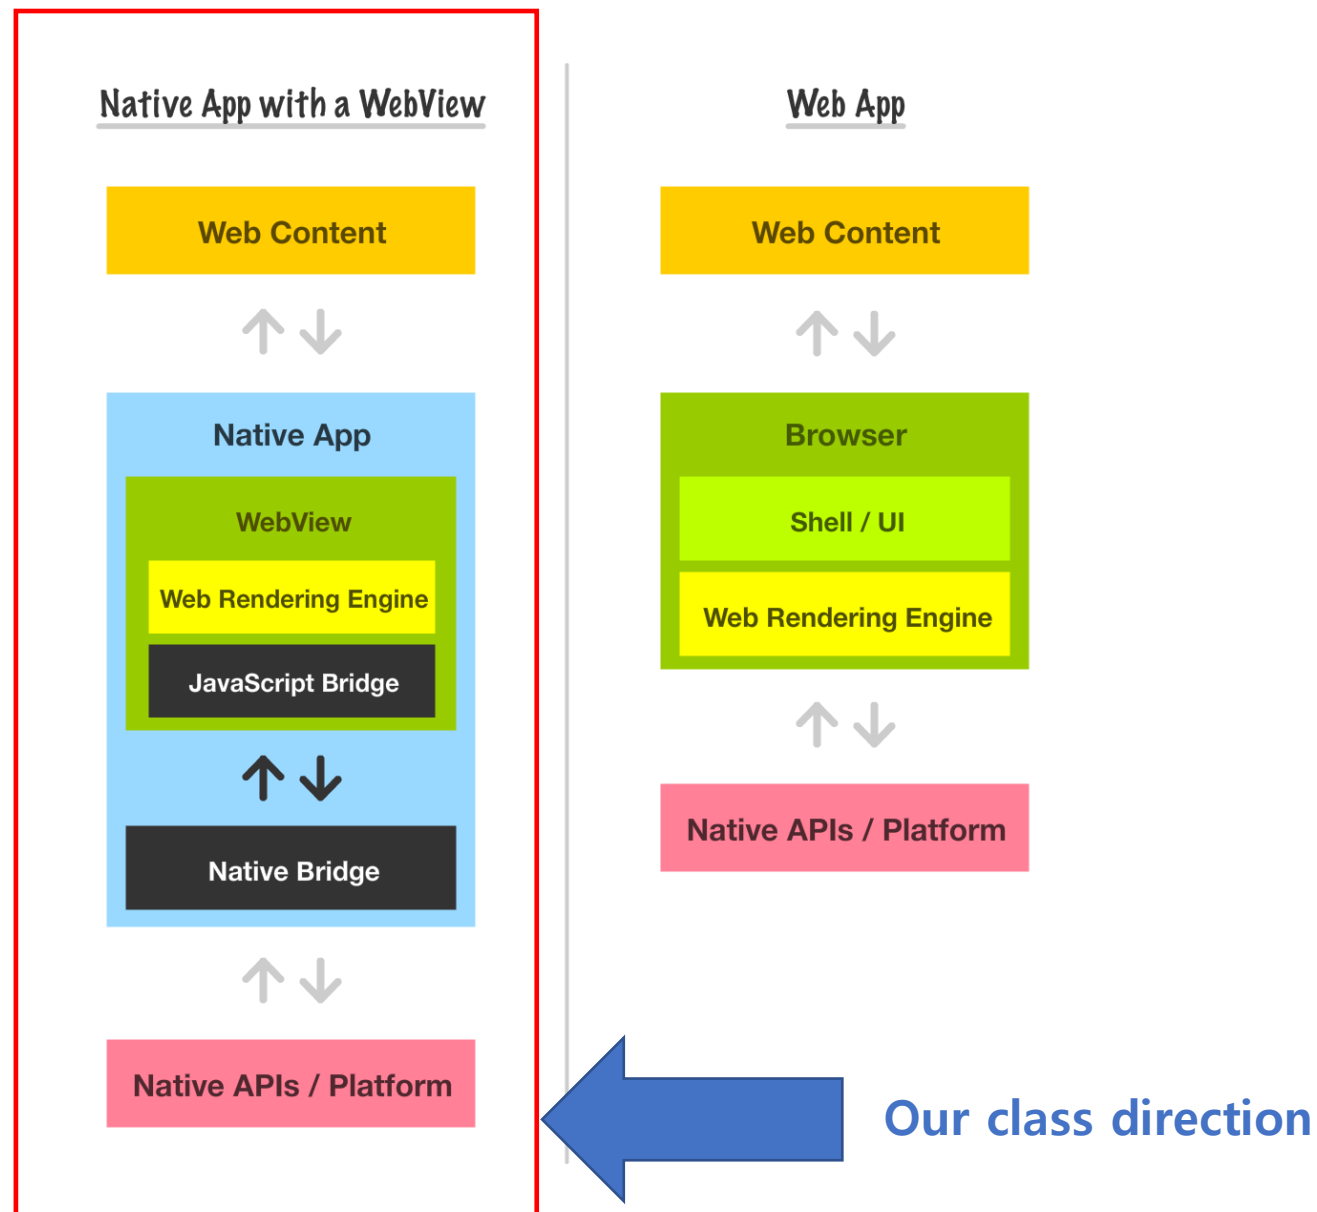 Native App with a WebView
Web Content
Native App
WebView
Web Rendering Engine
JavaScript Bridge
Native Bridge
Native APIs / Platform
Web App
Web Content
Browser
Shell / UI
Web Rendering Engine
Native APIs / Platform
Our class direction